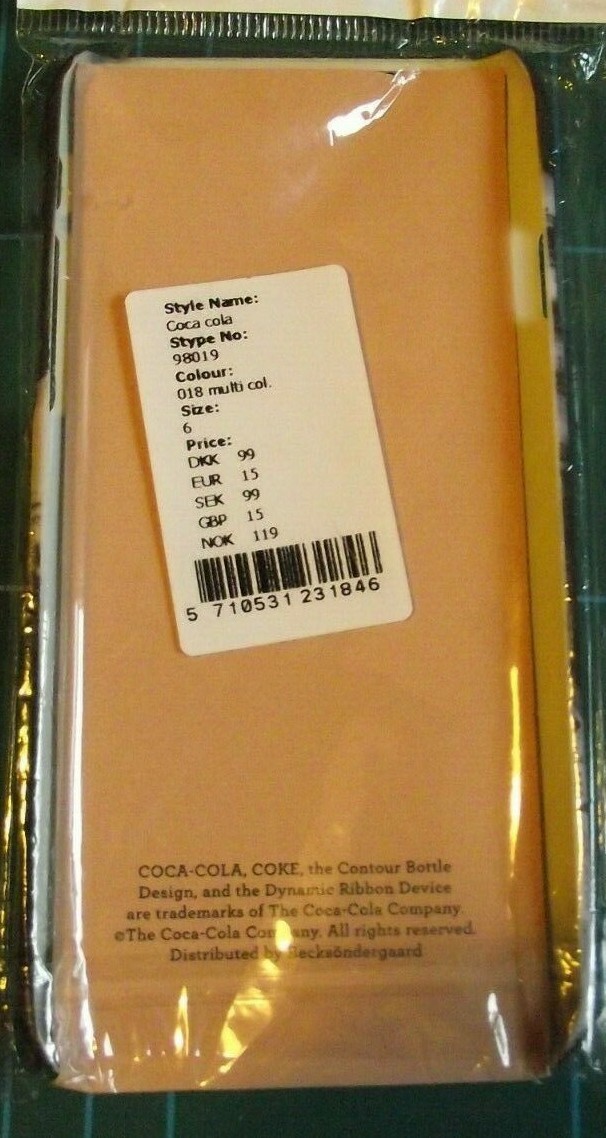 Style Name:
Coca cola
Stype No:
98019
Colour:
018 multi col.
Size:
6
Price:
DKK 99
EUR 15
SEK 99
GBP 15
NOK 119
5 710531 231846
COCA-COLA, COKE, the Contour Bottle
Design, and the Dynamic Ribbon Device
are trademarks of The Coca-Cola Company
©The Coca-Cola Company. All rights reserved.
Distributed by Becksöndergaard